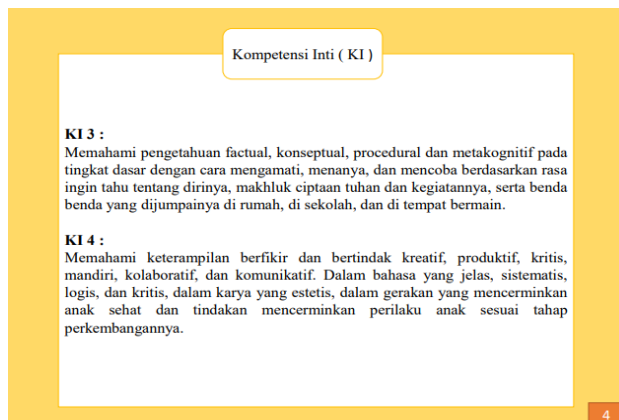 Kompetensi Inti ( KI )
KI 3 :
Memahami pengetahuan factual, konseptual, procedural dan metakognitif pada
tingkat dasar dengan cara mengamati, menanya, dan mencoba berdasarkan rasa
ingin tahu tentang dirinya, makhluk ciptaan tuhan dan kegiatannya, serta benda
benda yang dijumpainya di rumah, di sekolah, dan di tempat bermain.
KI 4 :
Memahami keterampilan berfikir dan bertindak kreatif, produktif, kritis,
mandiri, kolaboratif, dan komunikatif. Dalam bahasa yang jelas, sistematis,
logis, dan kritis, dalam karya yang estetis, dalam gerakan yang mencerminkan
anak sehat dan tindakan mencerminkan perilaku anak sesuai tahap
perkembangannya.
4